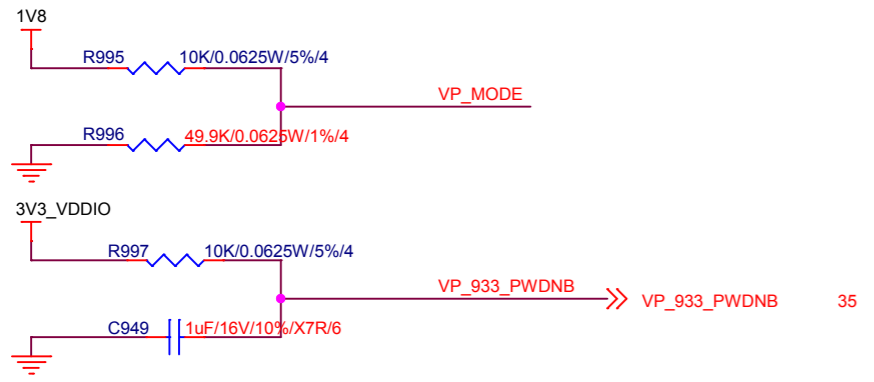 1V8
R995 10K/0.0625W/5%/4
VP_MODE
R996 49.9K/0.0625W/1%/4
3V3_VDDIO
R997 10K/0.0625W/5%/4
VP_933_PWDNB VP_933_PWDNB 35
C949 1uF/16V/10%/X7R/6